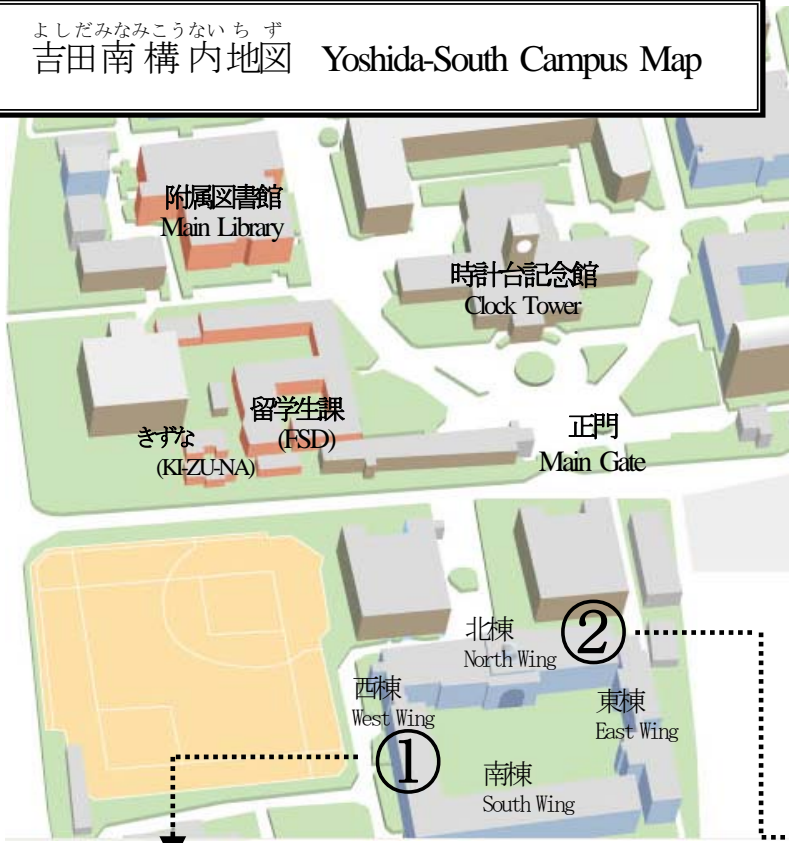 よしだみなみこうないちず
吉田南構内地図 Yoshida-South Campus Map
附属図書館
Main Library
時計台記念館
Clock Tower
留学生課
(FSD)
きずな
(KI-ZU-NA)
正門
Main Gate
北棟
North Wing
②
西棟
West Wing
東棟
East Wing
①
南棟
South Wing